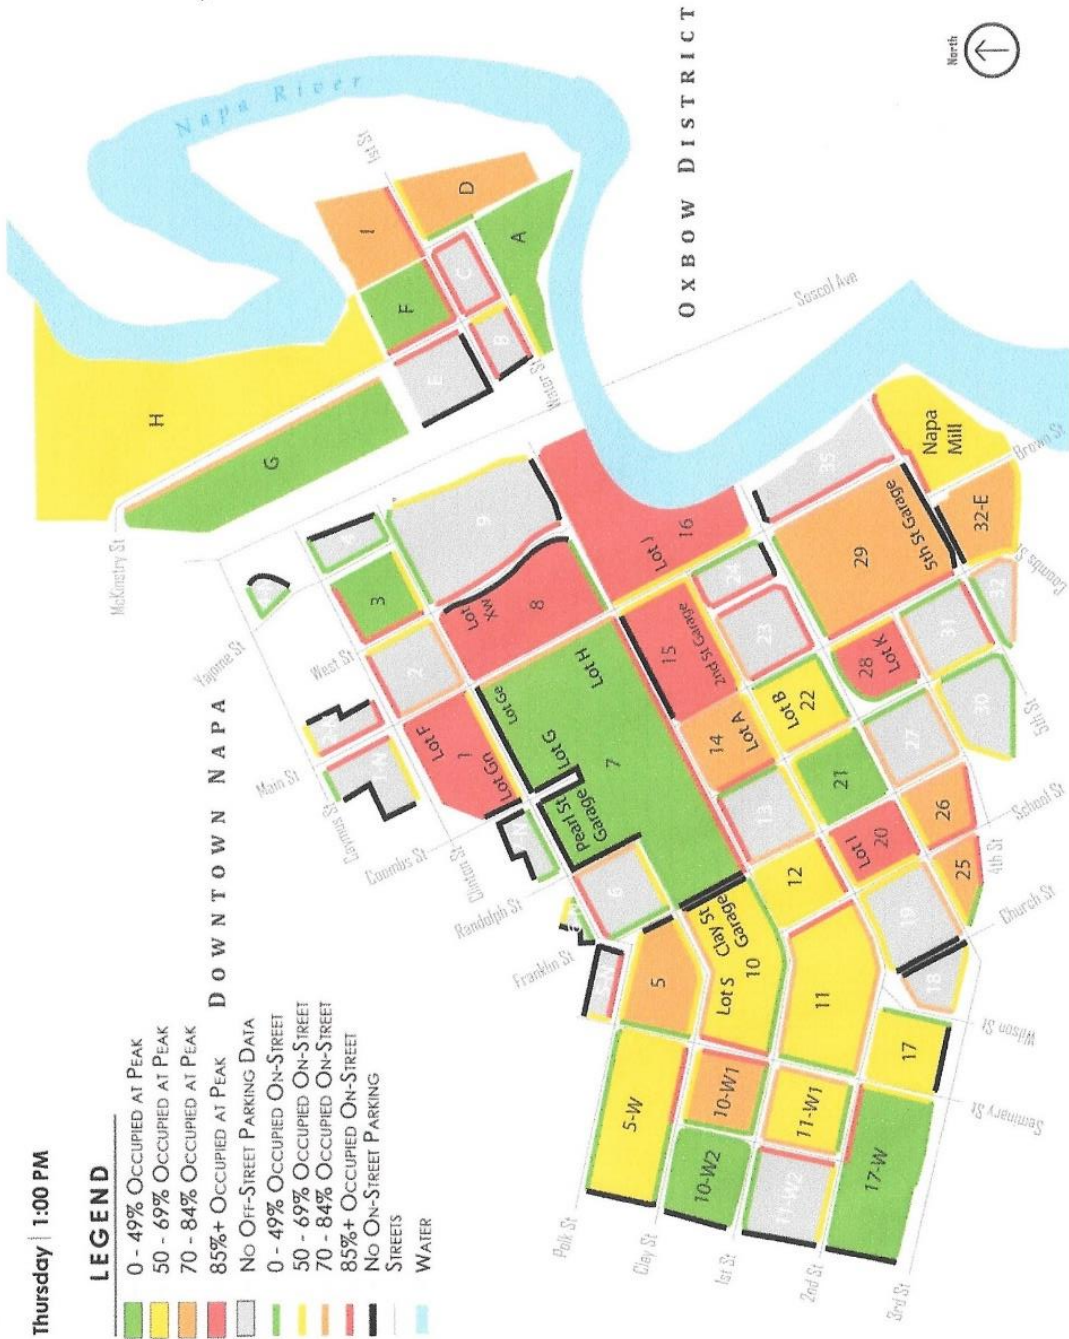 Thursday | 1:00 PM
LEGEND
0 - 49% OCCUPIED AT PEAK
50 - 69% OCCUPIED AT PEAK
70 - 84% OCCUPIED AT PEAK
85%+ OCCUPIED AT PEAK
NO OFF-STREET PARKING DATA
0 - 49% OCCUPIED ON-STREET
50 - 69% OCCUPIED ON-STREET
70 - 84% OCCUPIED ON-STREET
85%+ OCCUPIED ON-STREET
NO ON-STREET PARKING
STREETS
WATER
DOWNTOWN NAPA
OXBOW DISTRICT
North
Napa River
McKinstry St
Yajome St
West St
Main St
Caymus St
Coombs St
Clinton St
Randolph St
Franklin St
Polk St
Clay St
1st St
2nd St
3rd St
Seminary St
Wilson St
Church St
4th St
School St
5th St
Coombs St
Brown St
Soscol Ave
Water St
1st St
H
G
I
D
F
C
A
E
B
3
2
9
Lot F
1
Lot Gn
Lot Xw
8
Lot Ge
Lot H
Lot G
7
Pearl St
Garage
6
1-N
5-N
5
Clay St
Garage
Lot S
10
5-W
10-W1
10-W2
11
11-W1
11-W2
17
17-W
18
19
12
13
14
Lot A
15
2nd St Garage
16
Lot J
24
23
22
Lot B
21
20
Lot I
25
26
27
28
Lot K
29
5th St Garage
30
31
32
32-E
35
Napa
Mill